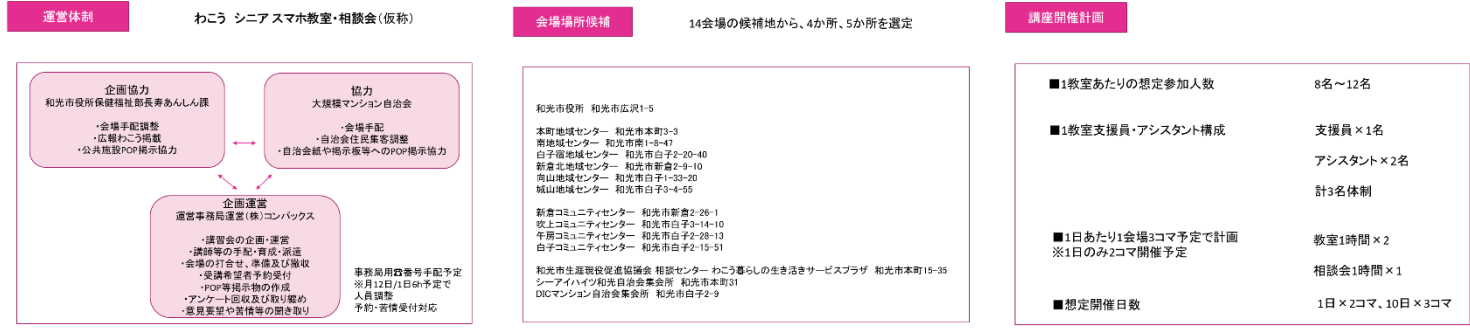 運営体制
わこう シニア スマホ教室・相談会(仮称)
企画協力
和光市役所保健福祉部長寿あんしん課
・会場手配調整
・広報わこう掲載
・公共施設POP掲示協力
協力
大規模マンション自治会
・会場手配
・自治会住民集客調整
・自治会紙や掲示板等へのPOP掲示協力
企画運営
運営事務局運営(株)コンパックス
・講習会の企画・運営
・講師等の手配・育成・派遣
・会場の打合せ、準備及び撤収
・受講希望者予約受付
・POP等掲示物の作成
・アンケート回収及び取り纏め
・意見要望や苦情等の聞き取り
事務局用☎番号手配予定
※月12日/1日6h予定で
人員調整
予約・苦情受付対応
会場場所候補
14会場の候補地から、4か所、5か所を選定
和光市役所 和光市広沢1-5
本町地域センター 和光市本町3-3
南地域センター 和光市南1-8-47
白子宿地域センター 和光市白子2-20-40
新倉北地域センター 和光市新倉2-9-10
向山地域センター 和光市白子1-33-20
城山地域センター 和光市白子3-4-55
新倉コミュニティセンター 和光市新倉2-26-1
吹上コミュニティセンター 和光市白子3-14-10
牛房コミュニティセンター 和光市白子2-28-13
白子コミュニティセンター 和光市白子2-15-51
和光市生涯現役促進協議会 相談センター わこう暮らしの生き活きサービスプラザ 和光市本町15-35
シーアイハイツ和光自治会集会所 和光市本町31
DICマンション自治会集会所 和光市白子2-9
講座開催計画
■1教室あたりの想定参加人数 8名～12名
■1教室支援員・アシスタント構成 支援員×1名
アシスタント×2名
計3名体制
■1日あたり1会場3コマ予定で計画 教室1時間×2
※1日のみ2コマ開催予定
相談会1時間×1
■想定開催日数 1日×2コマ、10日×3コマ